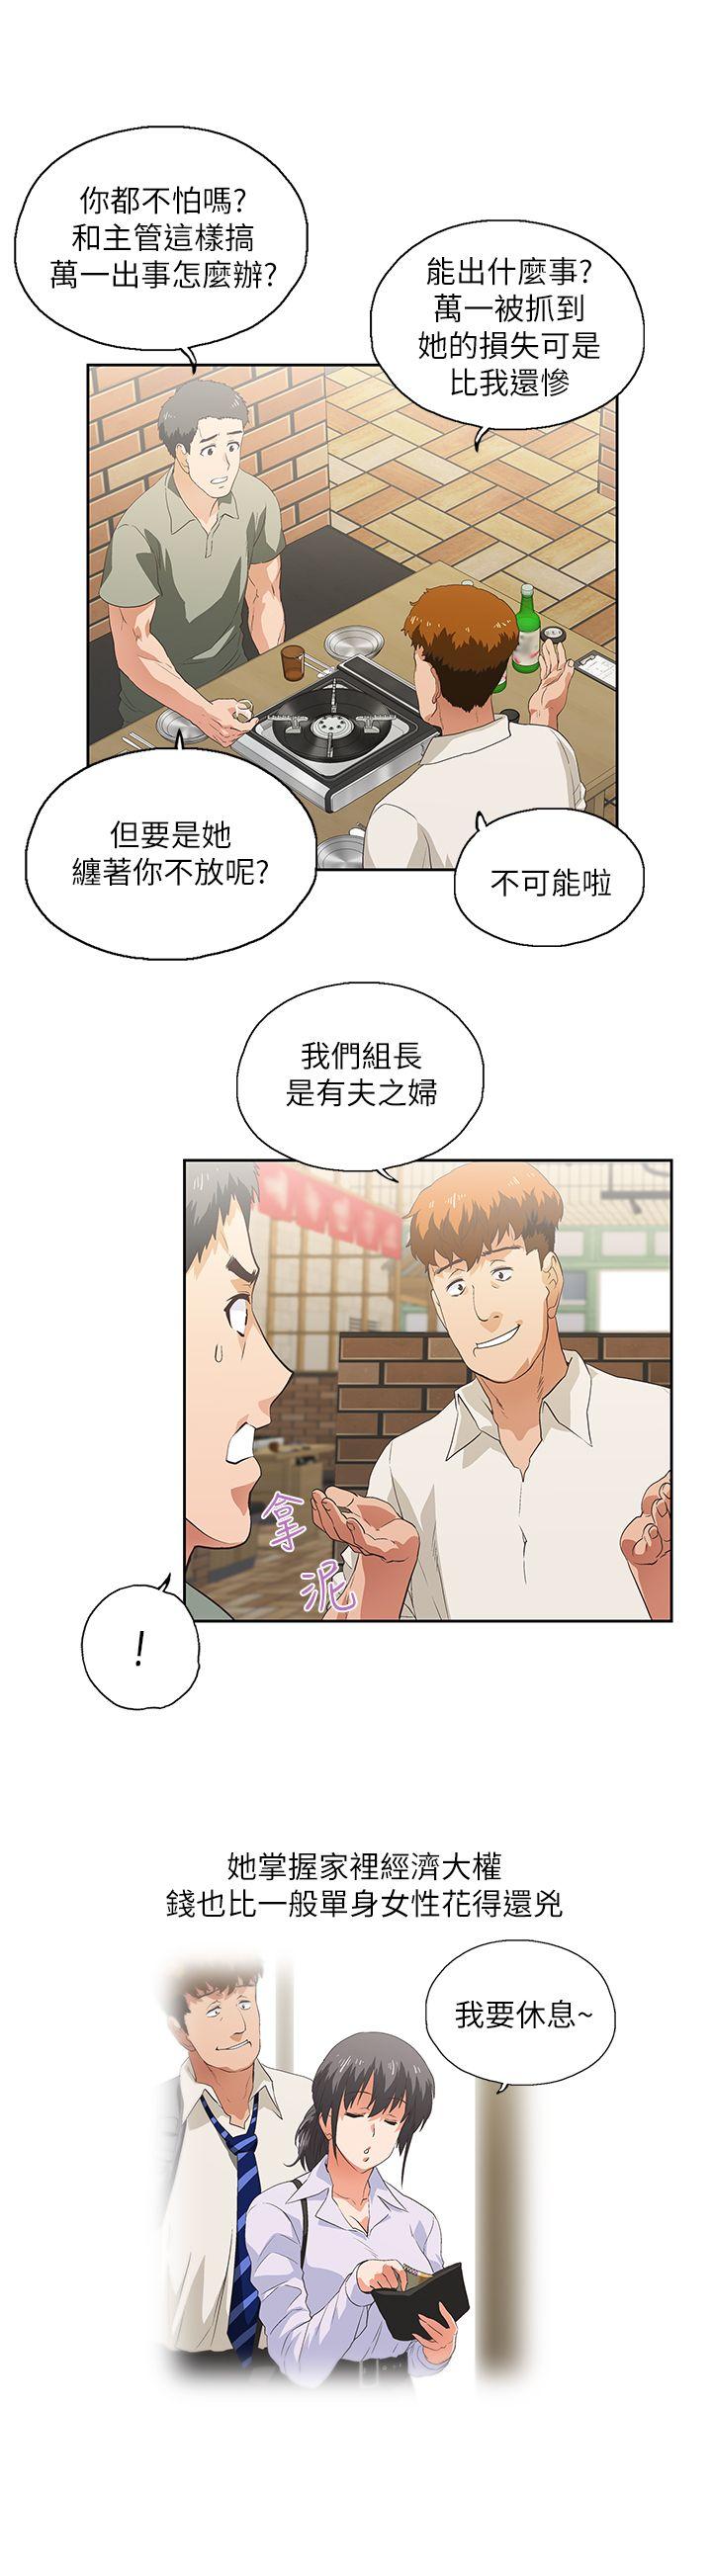 你都不怕嗎?
和主管這樣搞
萬一出事怎麼辦?
能出什麼事?
萬一被抓到
她的損失可是
比我還慘
但要是她
纏著你不放呢?
不可能啦
我們組長
是有夫之婦
拿
泥
!
她掌握家裡經濟大權
錢也比一般單身女性花得還兇
我要休息~